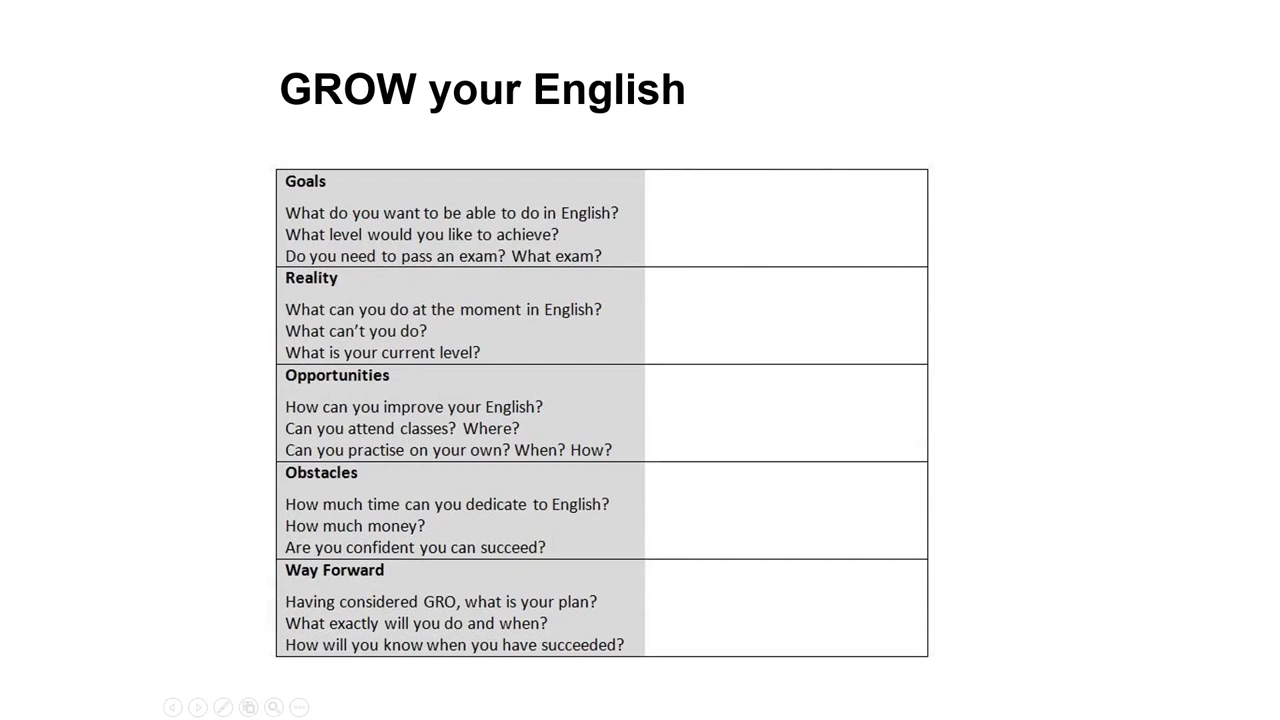 GROW your English
Goals
What do you want to be able to do in English?
What level would you like to achieve?
Do you need to pass an exam? What exam?
Reality
What can you do at the moment in English?
What can't you do?
What is your current level?
Opportunities
How can you improve your English?
Can you attend classes? Where?
Can you practise on your own? When? How?
Obstacles
How much time can you dedicate to English?
How much money?
Are you confident you can succeed?
Way Forward
Having considered GRO, what is your plan?
What exactly will you do and when?
How will you know when you have succeeded?